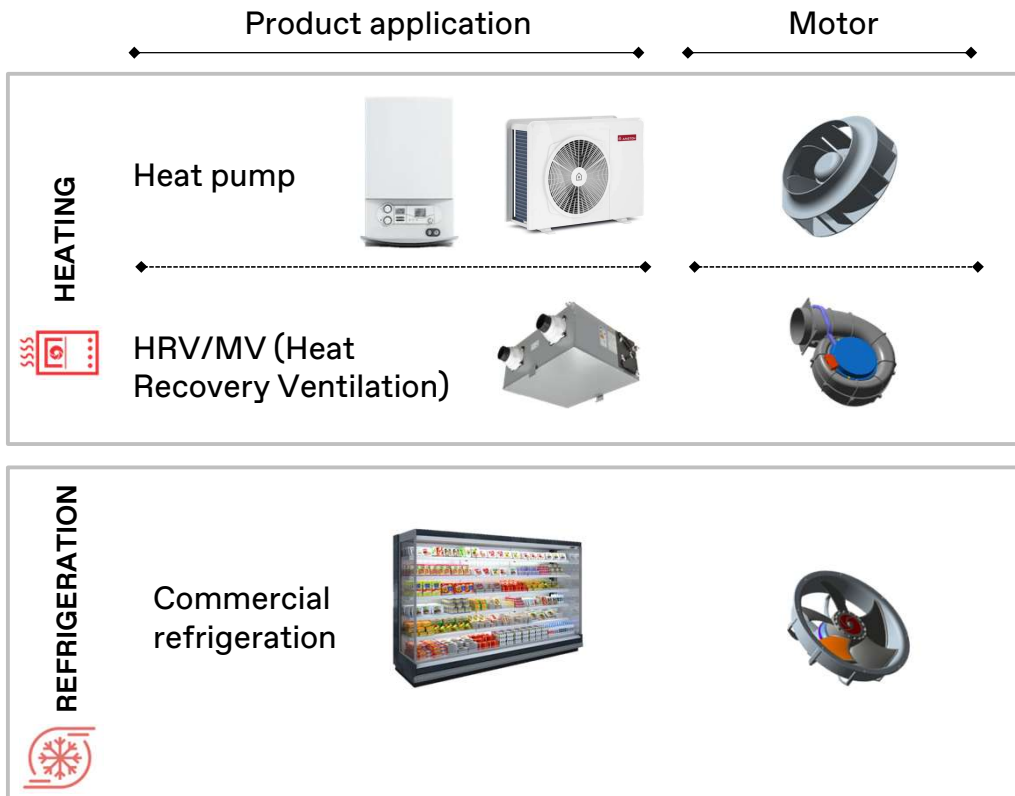 Product application
Motor
HEATING
Heat pump
HRV/MV (Heat
Recovery Ventilation)
REFRIGERATION
Commercial
refrigeration